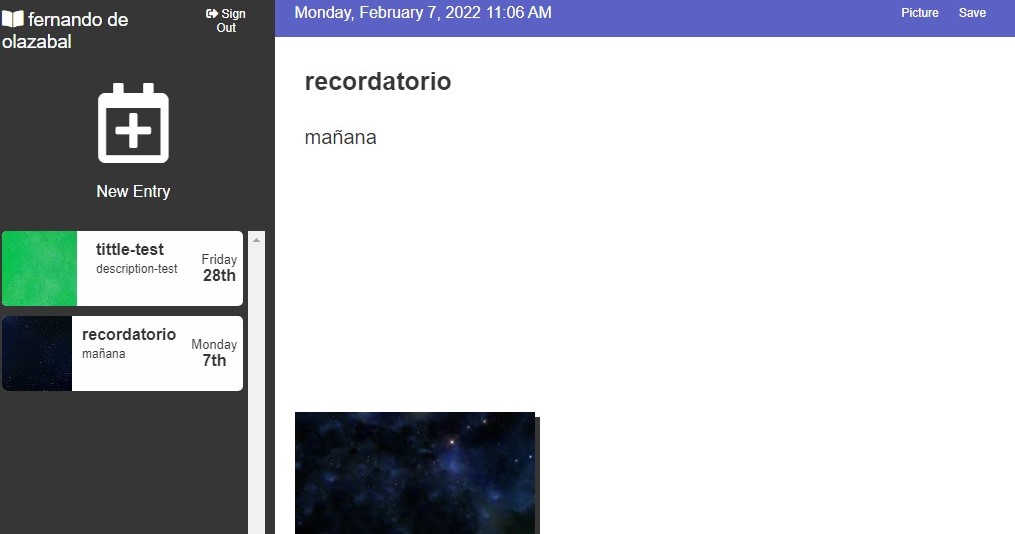 fernando de
olazabal
Sign
Out
New Entry
tittle-test
description-test
Friday
28th
recordatorio
mañana
Monday
7th
Monday, February 7, 2022 11:06 AM
Picture
Save
recordatorio
mañana